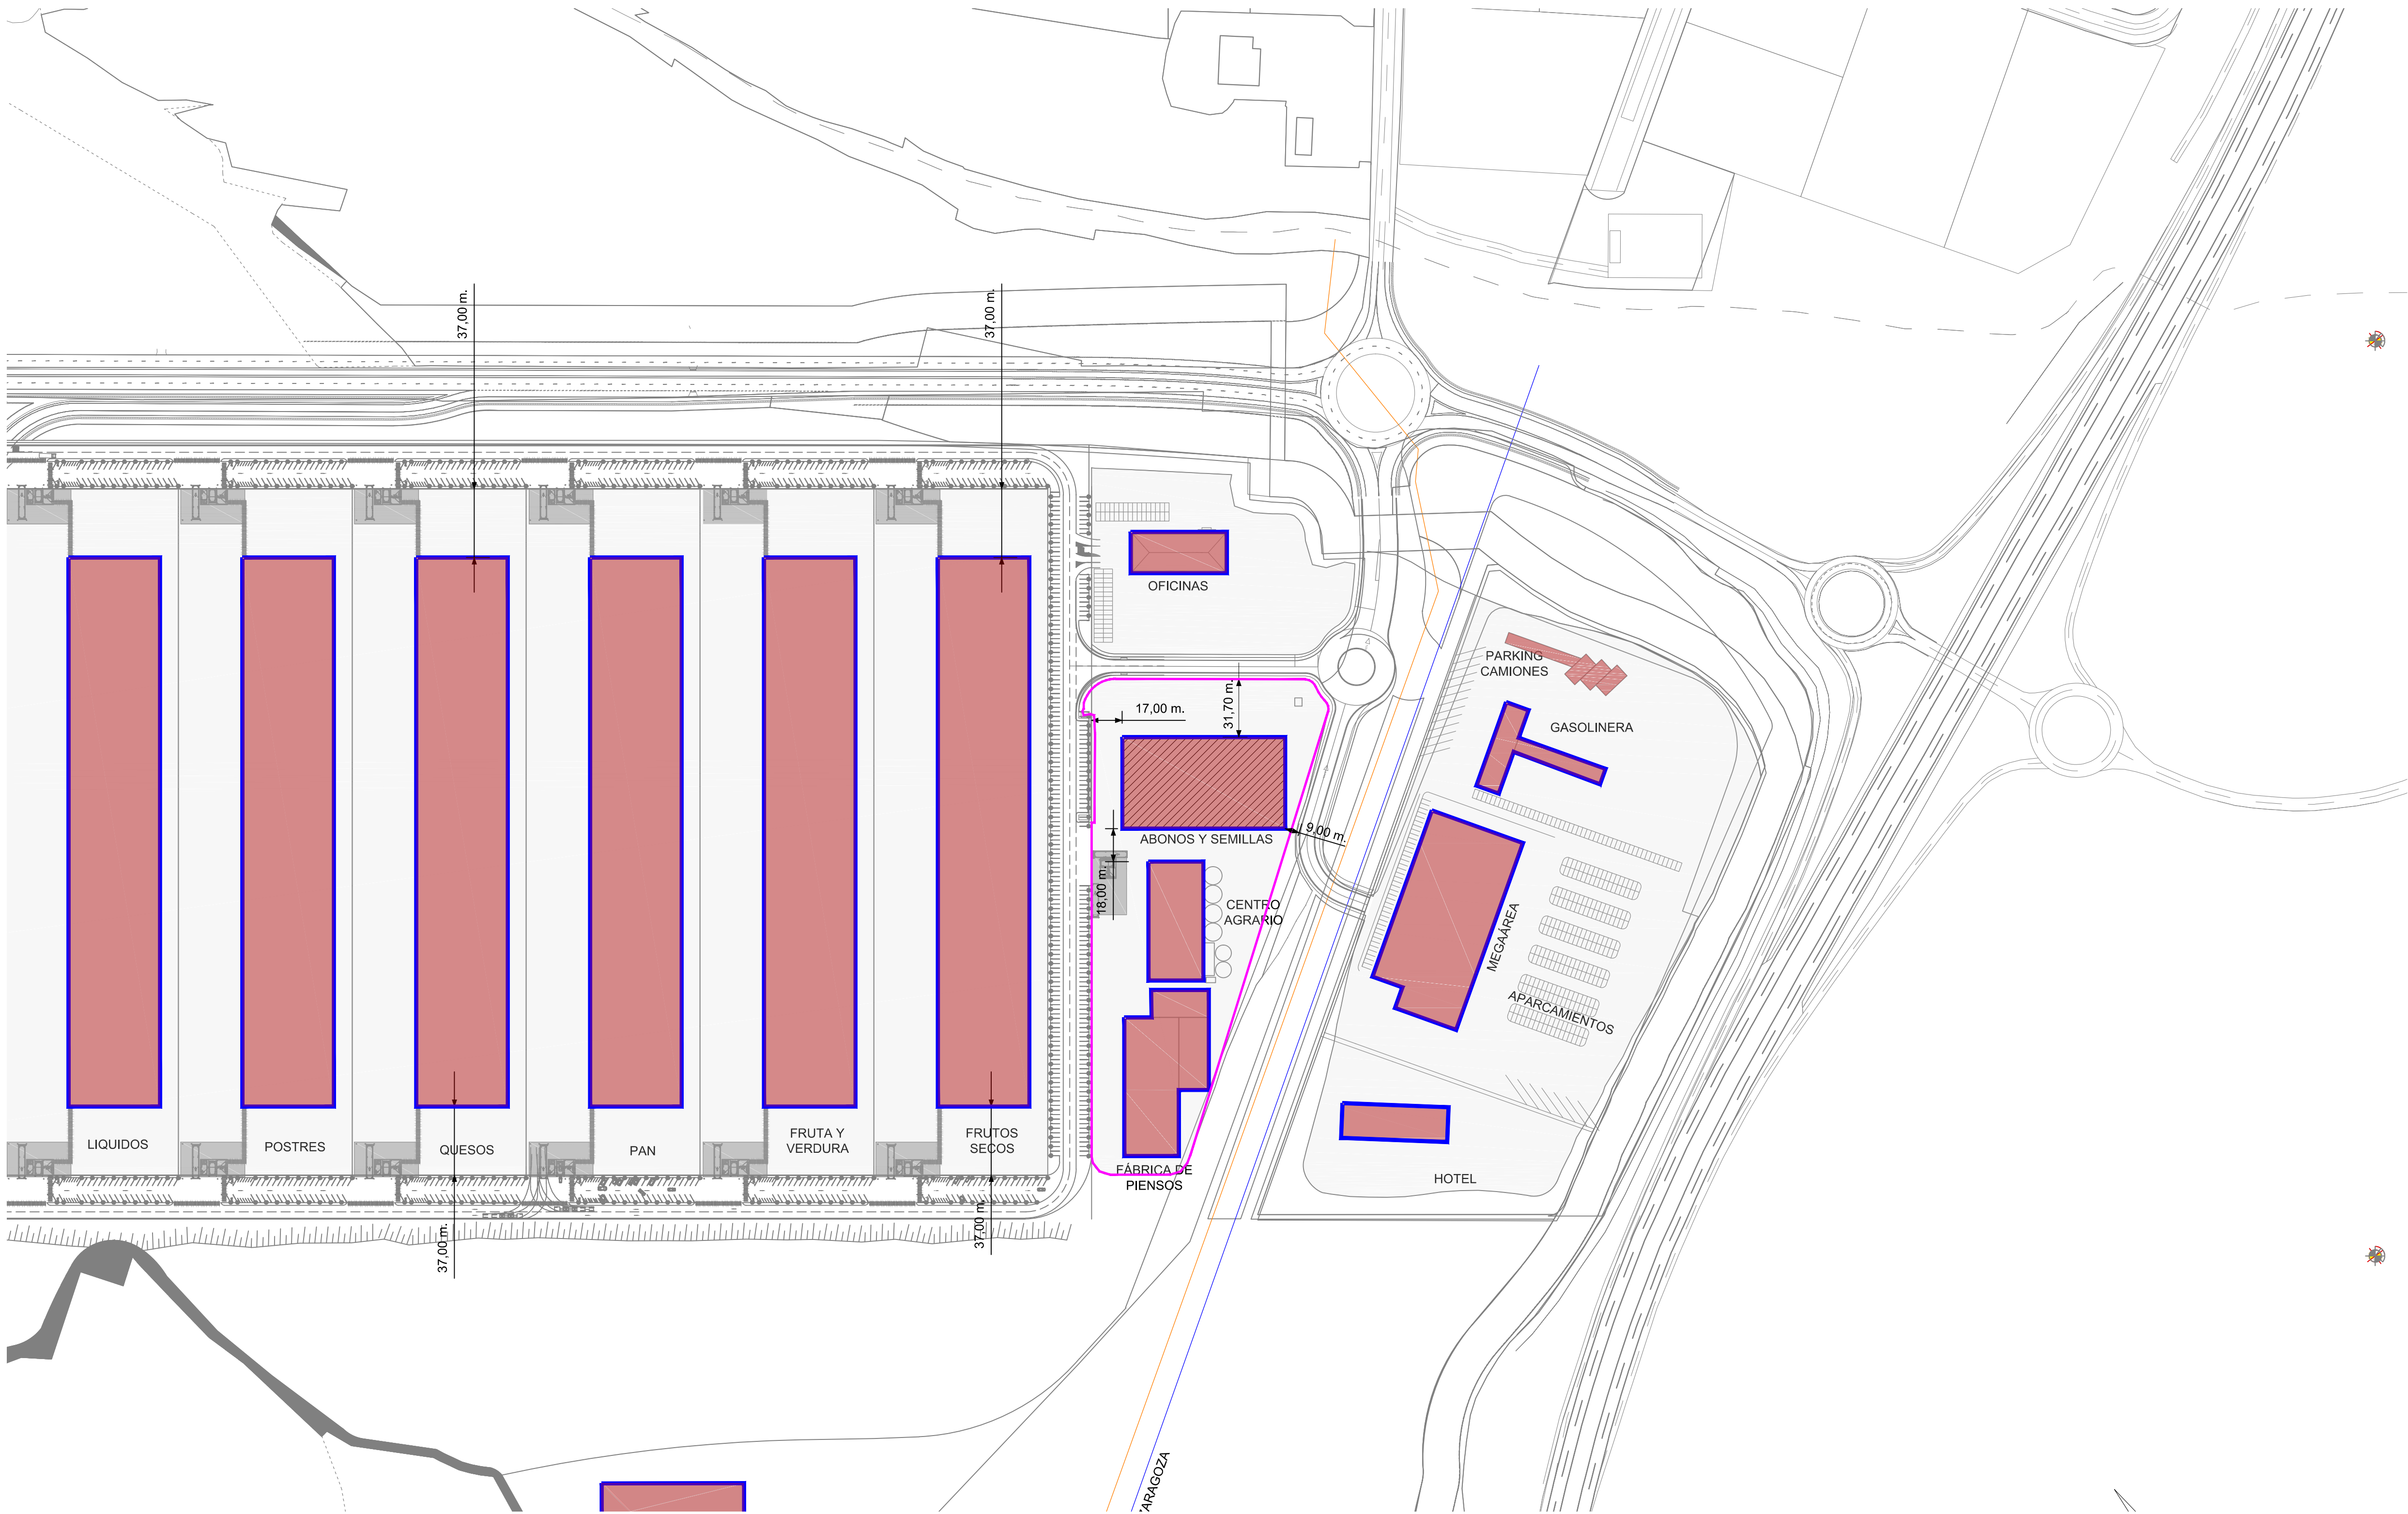 37,00 m.
37,00 m.
OFICINAS
PARKING
CAMIONES
GASOLINERA
17,00 m.
31,70 m.
9,00 m.
ABONOS Y SEMILLAS
18,00 m.
CENTRO
AGRARIO
MEGAÁREA
APARCAMIENTOS
LIQUIDOS
POSTRES
QUESOS
PAN
FRUTA Y
VERDURA
FRUTOS
SECOS
FÁBRICA DE
PIENSOS
HOTEL
37,00 m.
37,00 m.
ARAGOZA